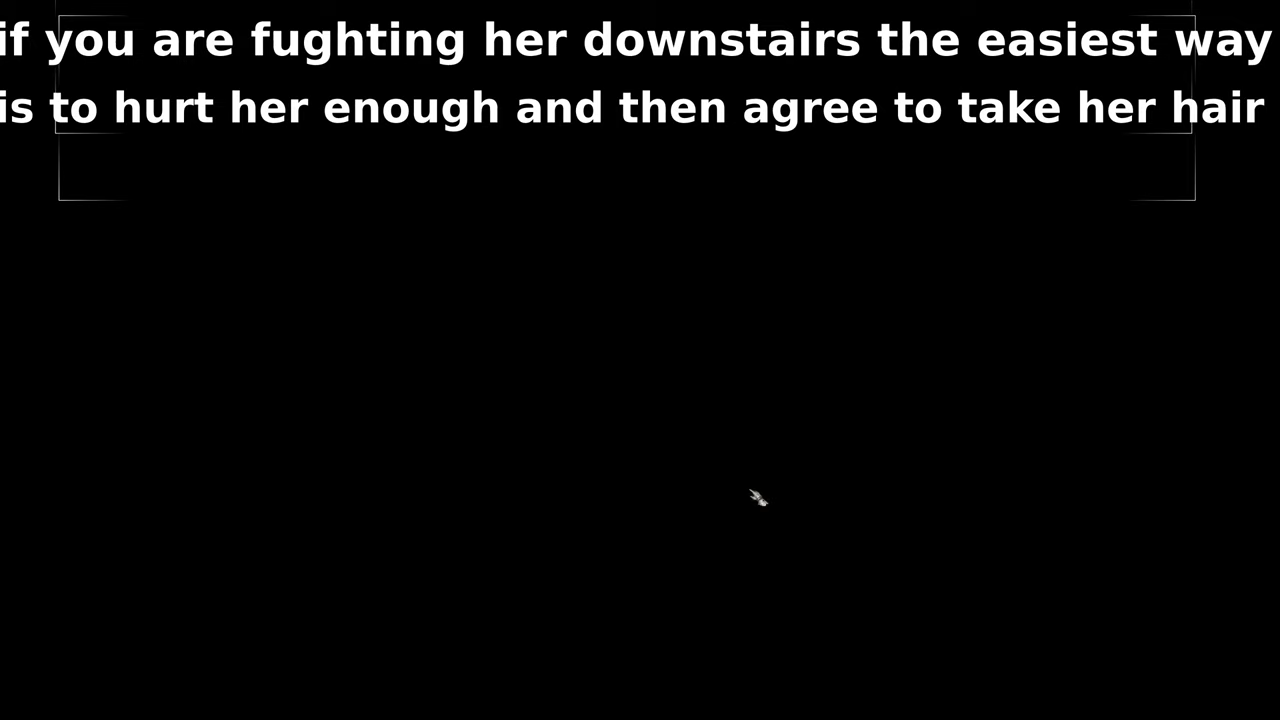 if you are fughting her downstairs the easiest way
is to hurt her enough and then agree to take her hair